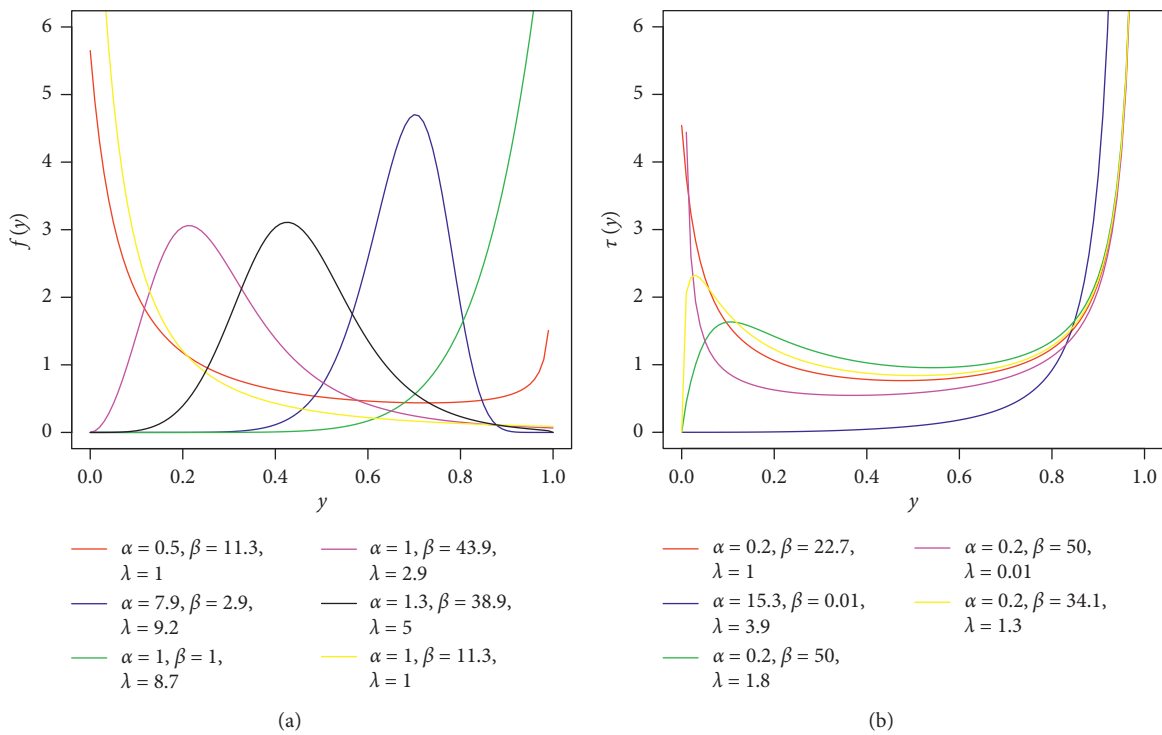 6
5
4
3
2
1
0
f (y)
0.0 0.2 0.4 0.6 0.8 1.0
y
α = 0.5, β = 11.3,
λ = 1
α = 7.9, β = 2.9,
λ = 9.2
α = 1, β = 1,
λ = 8.7
α = 1, β = 43.9,
λ = 2.9
α = 1.3, β = 38.9,
λ = 5
α = 1, β = 11.3,
λ = 1
(a)
6
5
4
3
2
1
0
τ (y)
0.0 0.2 0.4 0.6 0.8 1.0
y
α = 0.2, β = 22.7,
λ = 1
α = 15.3, β = 0.01,
λ = 3.9
α = 0.2, β = 50,
λ = 1.8
α = 0.2, β = 50,
λ = 0.01
α = 0.2, β = 34.1,
λ = 1.3
(b)